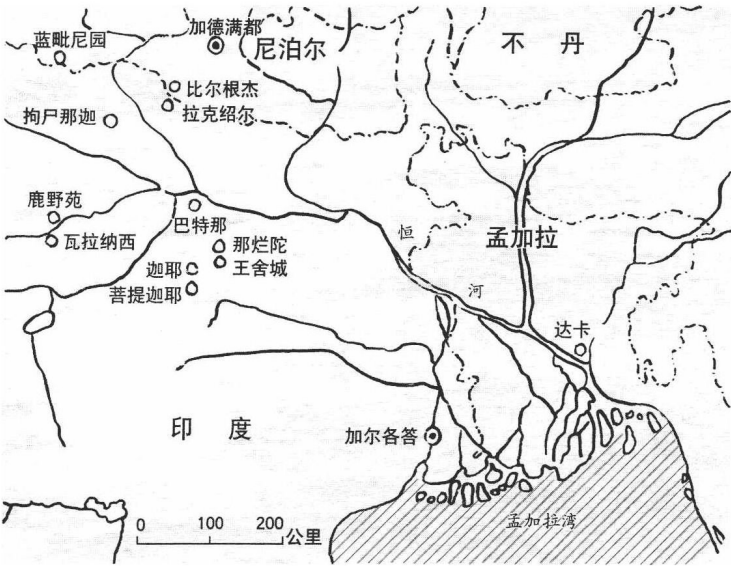 蓝毗尼园
加德满都
尼泊尔
不丹
比尔根杰
拉克绍尔
拘尸那迦
鹿野苑
瓦拉纳西
巴特那
那烂陀
王舍城
迦耶
菩提迦耶
恒
河
孟加拉
达卡
印度
加尔各答
孟加拉湾
0 100 200 公里